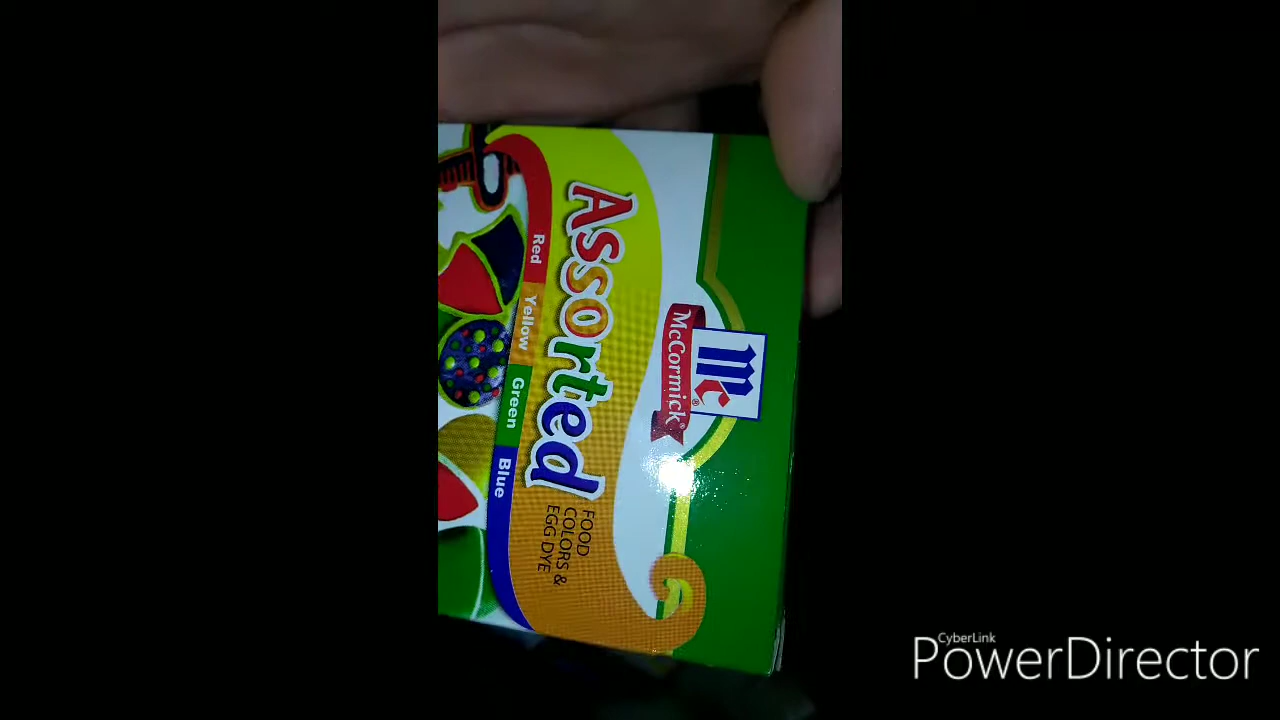 Mc
McCormick®
Assorted
FOOD
COLORS &
EGG DYE
Red Yellow Green Blue
CyberLink
PowerDirector